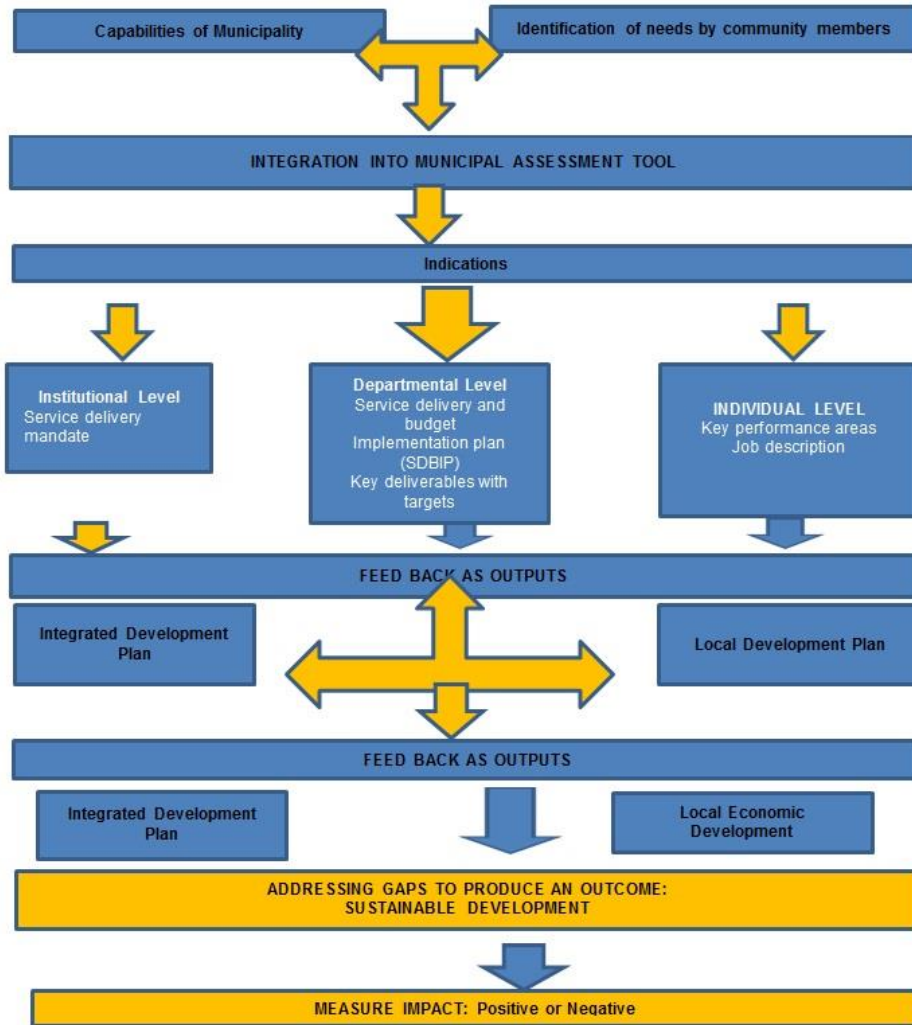 Capabilities of Municipality
Identification of needs by community members
INTEGRATION INTO MUNICIPAL ASSESSMENT TOOL
Indications
Institutional Level
Service delivery
mandate
Departmental Level
Service delivery and
budget
Implementation plan
(SDBIP)
Key deliverables with
targets
INDIVIDUAL LEVEL
Key performance areas
Job description
FEED BACK AS OUTPUTS
Integrated Development
Plan
Local Development Plan
FEED BACK AS OUTPUTS
Integrated Development
Plan
Local Economic
Development
ADDRESSING GAPS TO PRODUCE AN OUTCOME:
SUSTAINABLE DEVELOPMENT
MEASURE IMPACT: Positive or Negative